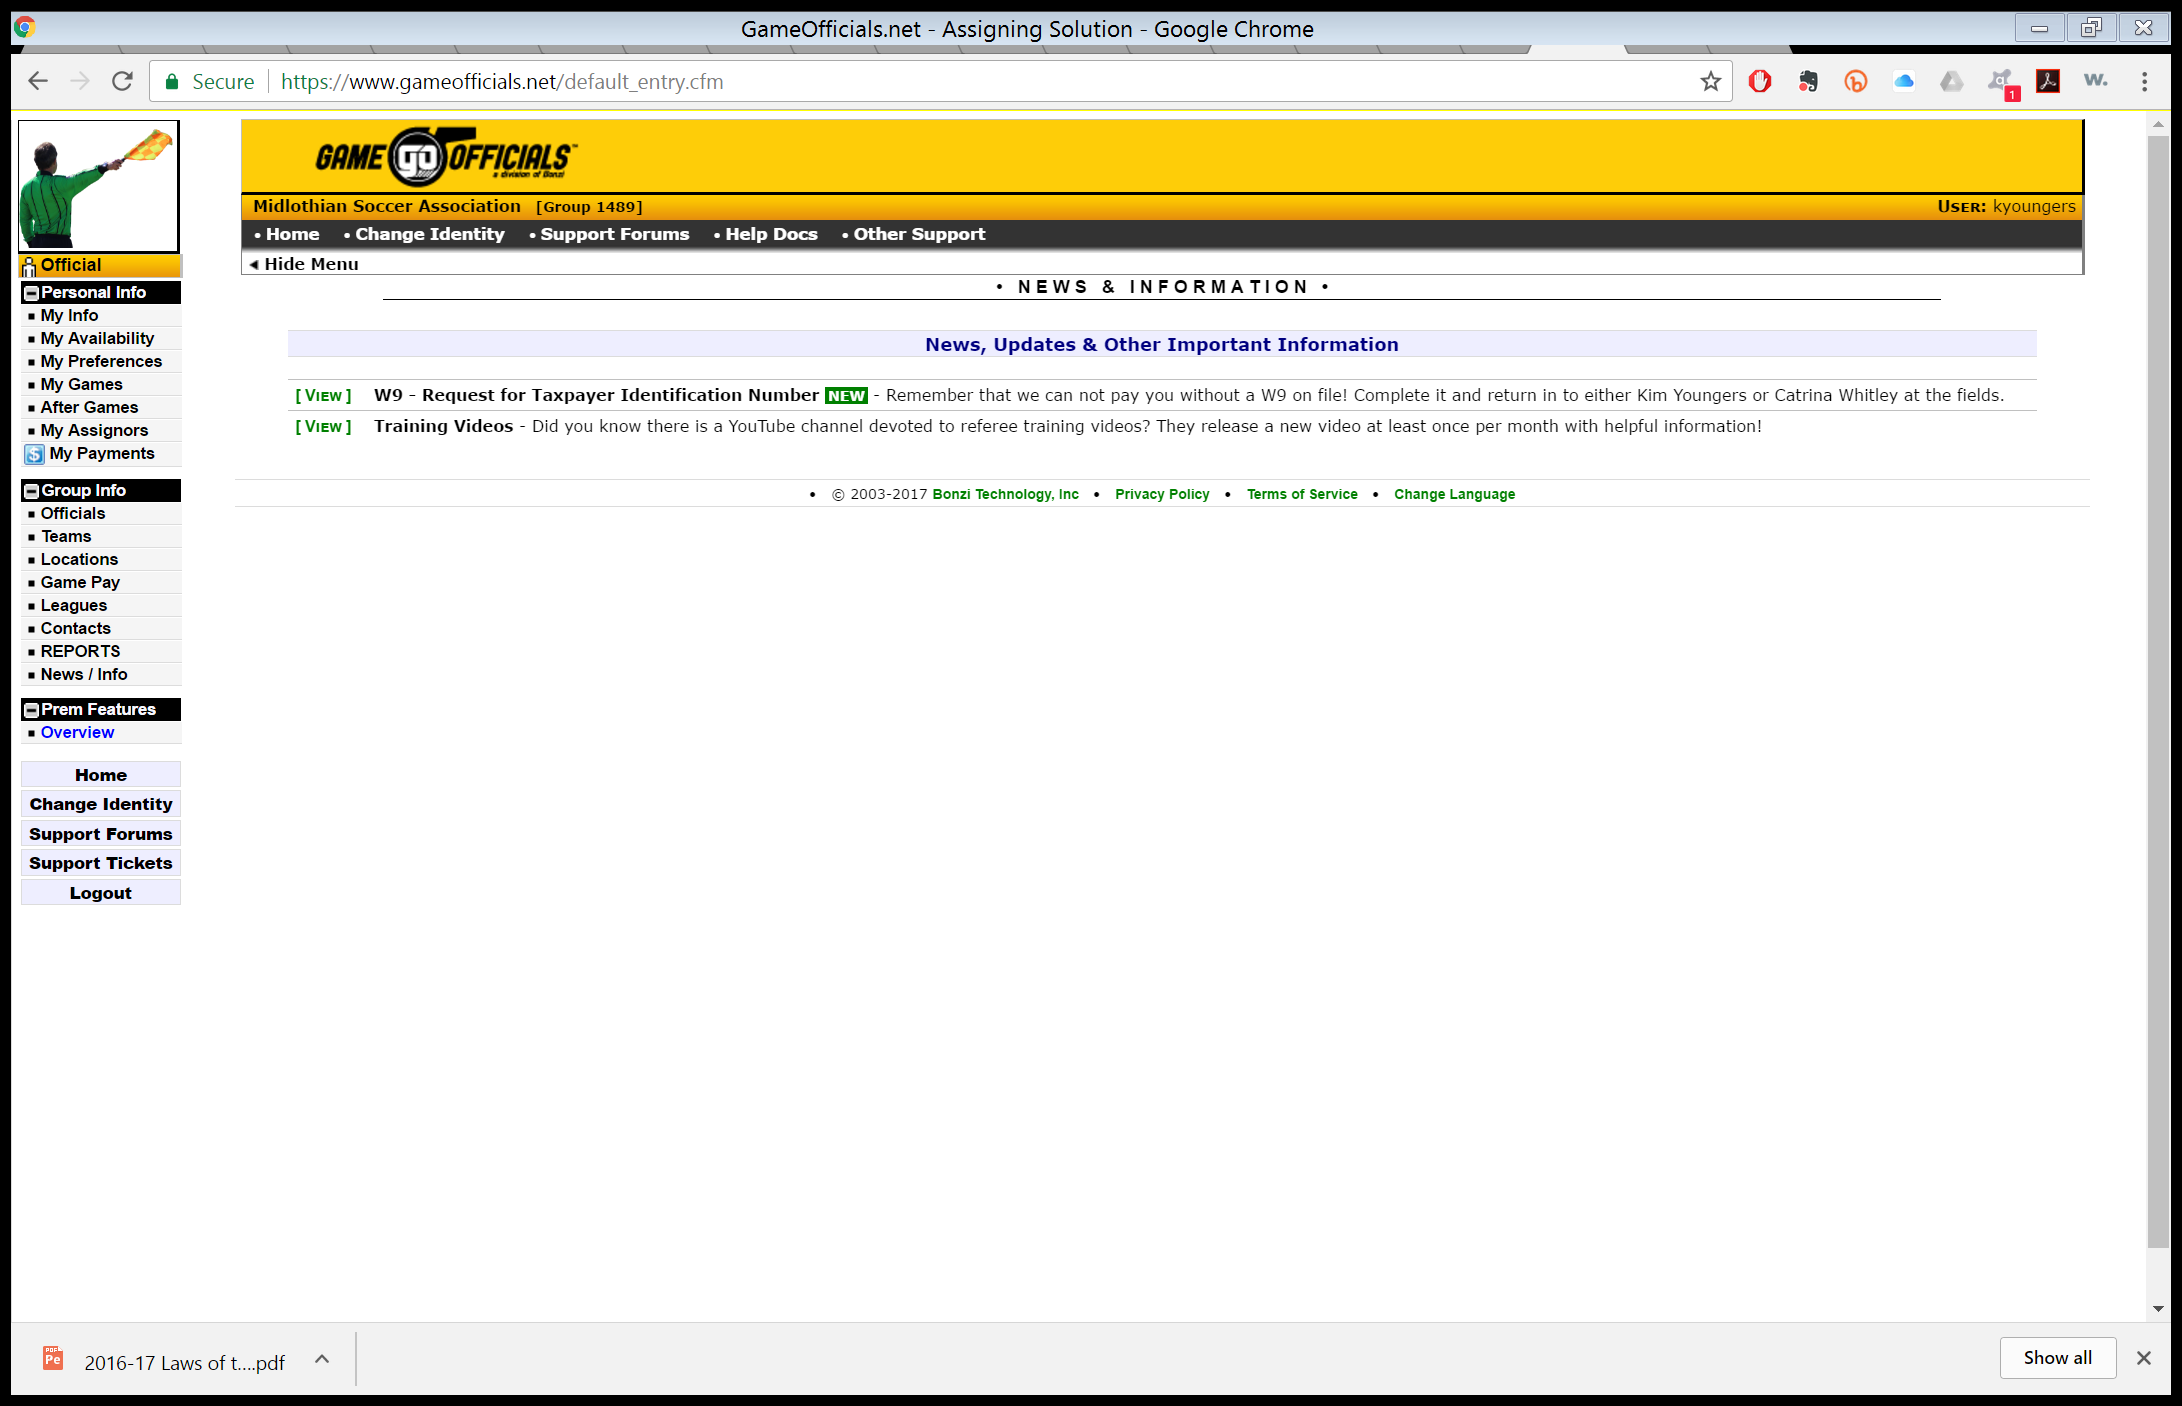 GameOfficials.net - Assigning Solution - Google Chrome
Secure https://www.gameofficials.net/default_entry.cfm
1
w.
GAME go OFFICIALS™
a division of Bonzi
Midlothian Soccer Association [Group 1489] USER: kyoungers
• Home • Change Identity • Support Forums • Help Docs • Other Support
Hide Menu
• NEWS & INFORMATION •
News, Updates & Other Important Information
[ VIEW ] W9 - Request for Taxpayer Identification Number NEW - Remember that we can not pay you without a W9 on file! Complete it and return in to either Kim Youngers or Catrina Whitley at the fields.
[ VIEW ] Training Videos - Did you know there is a YouTube channel devoted to referee training videos? They release a new video at least once per month with helpful information!
• © 2003-2017 Bonzi Technology, Inc • Privacy Policy • Terms of Service • Change Language
Official
Personal Info
My Info
My Availability
My Preferences
My Games
After Games
My Assignors
$ My Payments
Group Info
Officials
Teams
Locations
Game Pay
Leagues
Contacts
REPORTS
News / Info
Prem Features
Overview
Home
Change Identity
Support Forums
Support Tickets
Logout
PDF
Pe
2016-17 Laws of t....pdf
Show all